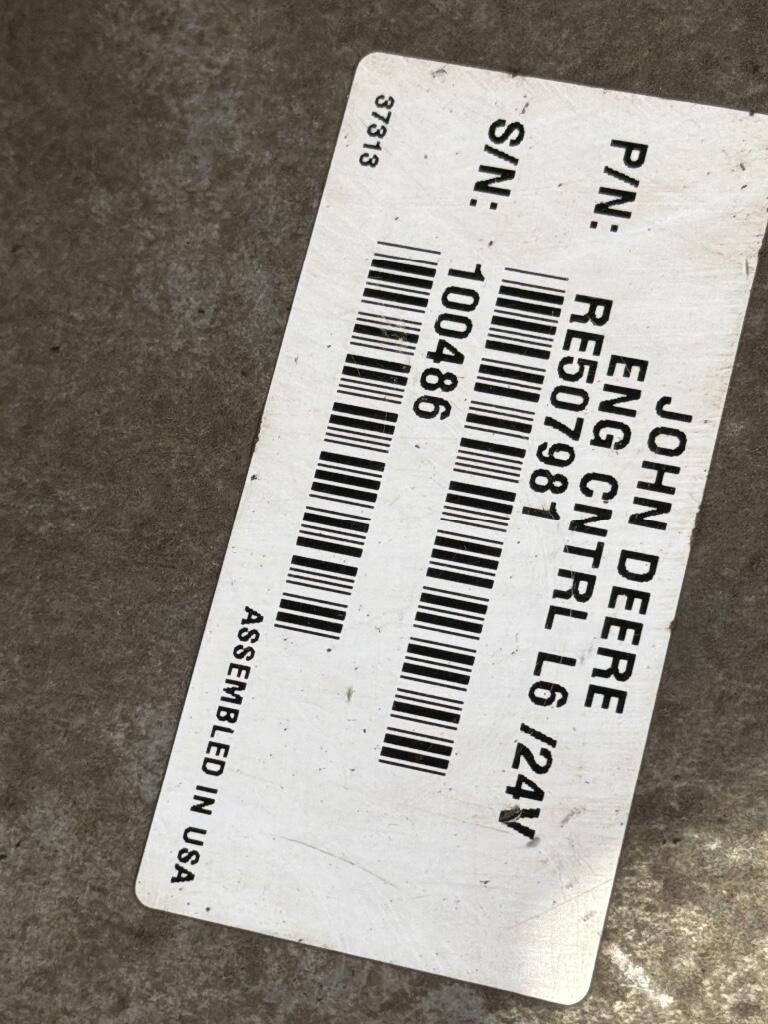 JOHN DEERE
ENG CNTRL L6 /24V
P/N: RE507981
S/N: 100486
37313
ASSEMBLED IN USA